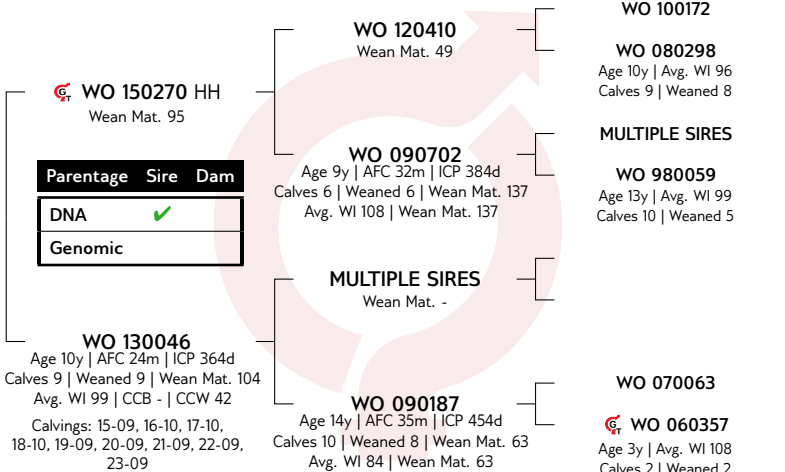 WO 150270 HH
Wean Mat. 95
Parentage Sire Dam
DNA ✔
Genomic
WO 130046
Age 10y | AFC 24m | ICP 364d
Calves 9 | Weaned 9 | Wean Mat. 104
Avg. WI 99 | CCB - | CCW 42
Calvings: 15-09, 16-10, 17-10,
18-10, 19-09, 20-09, 21-09, 22-09,
23-09
WO 120410
Wean Mat. 49
WO 090702
Age 9y | AFC 32m | ICP 384d
Calves 6 | Weaned 6 | Wean Mat. 137
Avg. WI 108 | Wean Mat. 137
MULTIPLE SIRES
Wean Mat. -
WO 090187
Age 14y | AFC 35m | ICP 454d
Calves 10 | Weaned 8 | Wean Mat. 63
Avg. WI 84 | Wean Mat. 63
WO 100172
WO 080298
Age 10y | Avg. WI 96
Calves 9 | Weaned 8
MULTIPLE SIRES
WO 980059
Age 13y | Avg. WI 99
Calves 10 | Weaned 5
WO 070063
GT WO 060357
Age 3y | Avg. WI 108
Calves 2 | Weaned 2